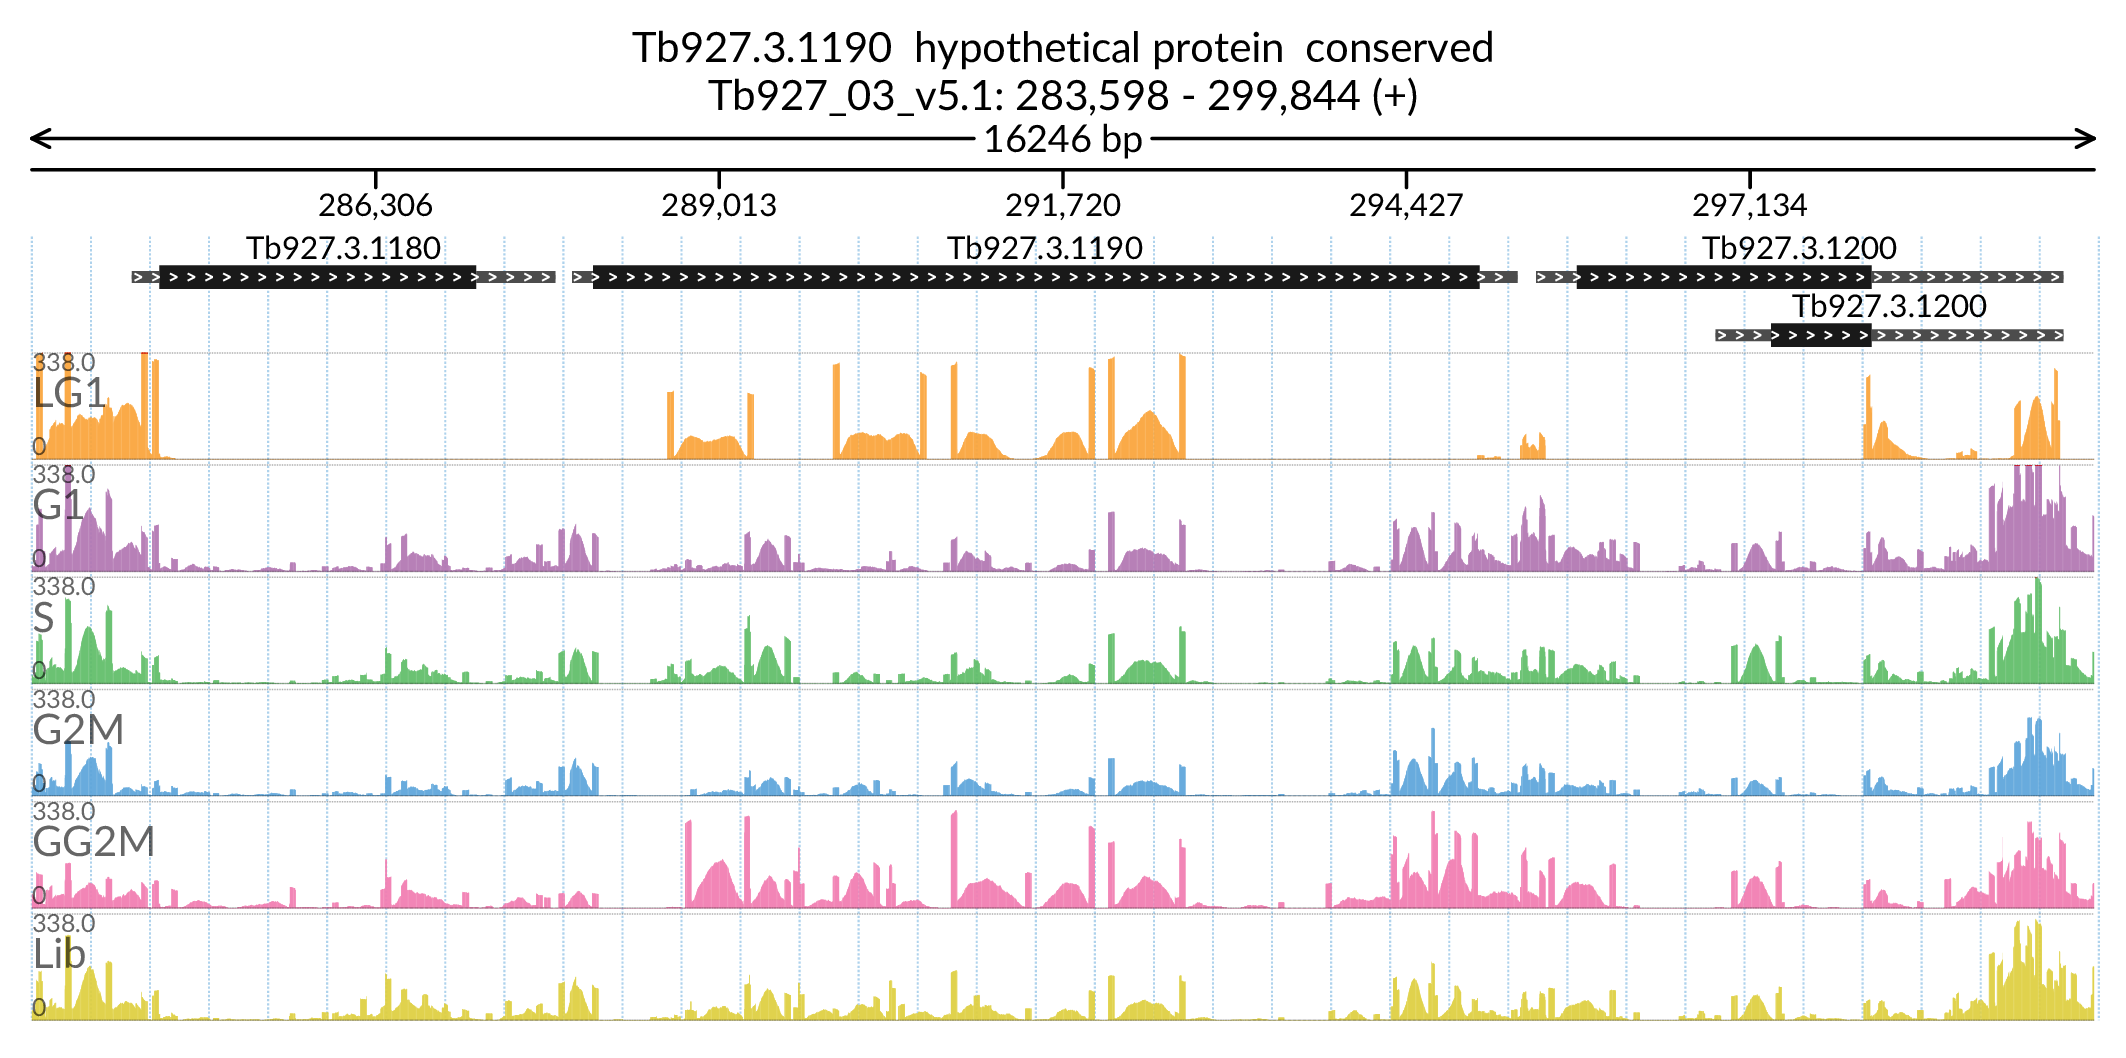 Tb927.3.1190  hypothetical protein  conserved
Tb927_03_v5.1: 283,598 - 299,844 (+)
16246 bp
286,306 289,013 291,720 294,427 297,134
Tb927.3.1180 Tb927.3.1190 Tb927.3.1200
Tb927.3.1200
338.0
LG1
0
338.0
G1
0
338.0
S
0
338.0
G2M
0
338.0
GG2M
0
338.0
Lib
0